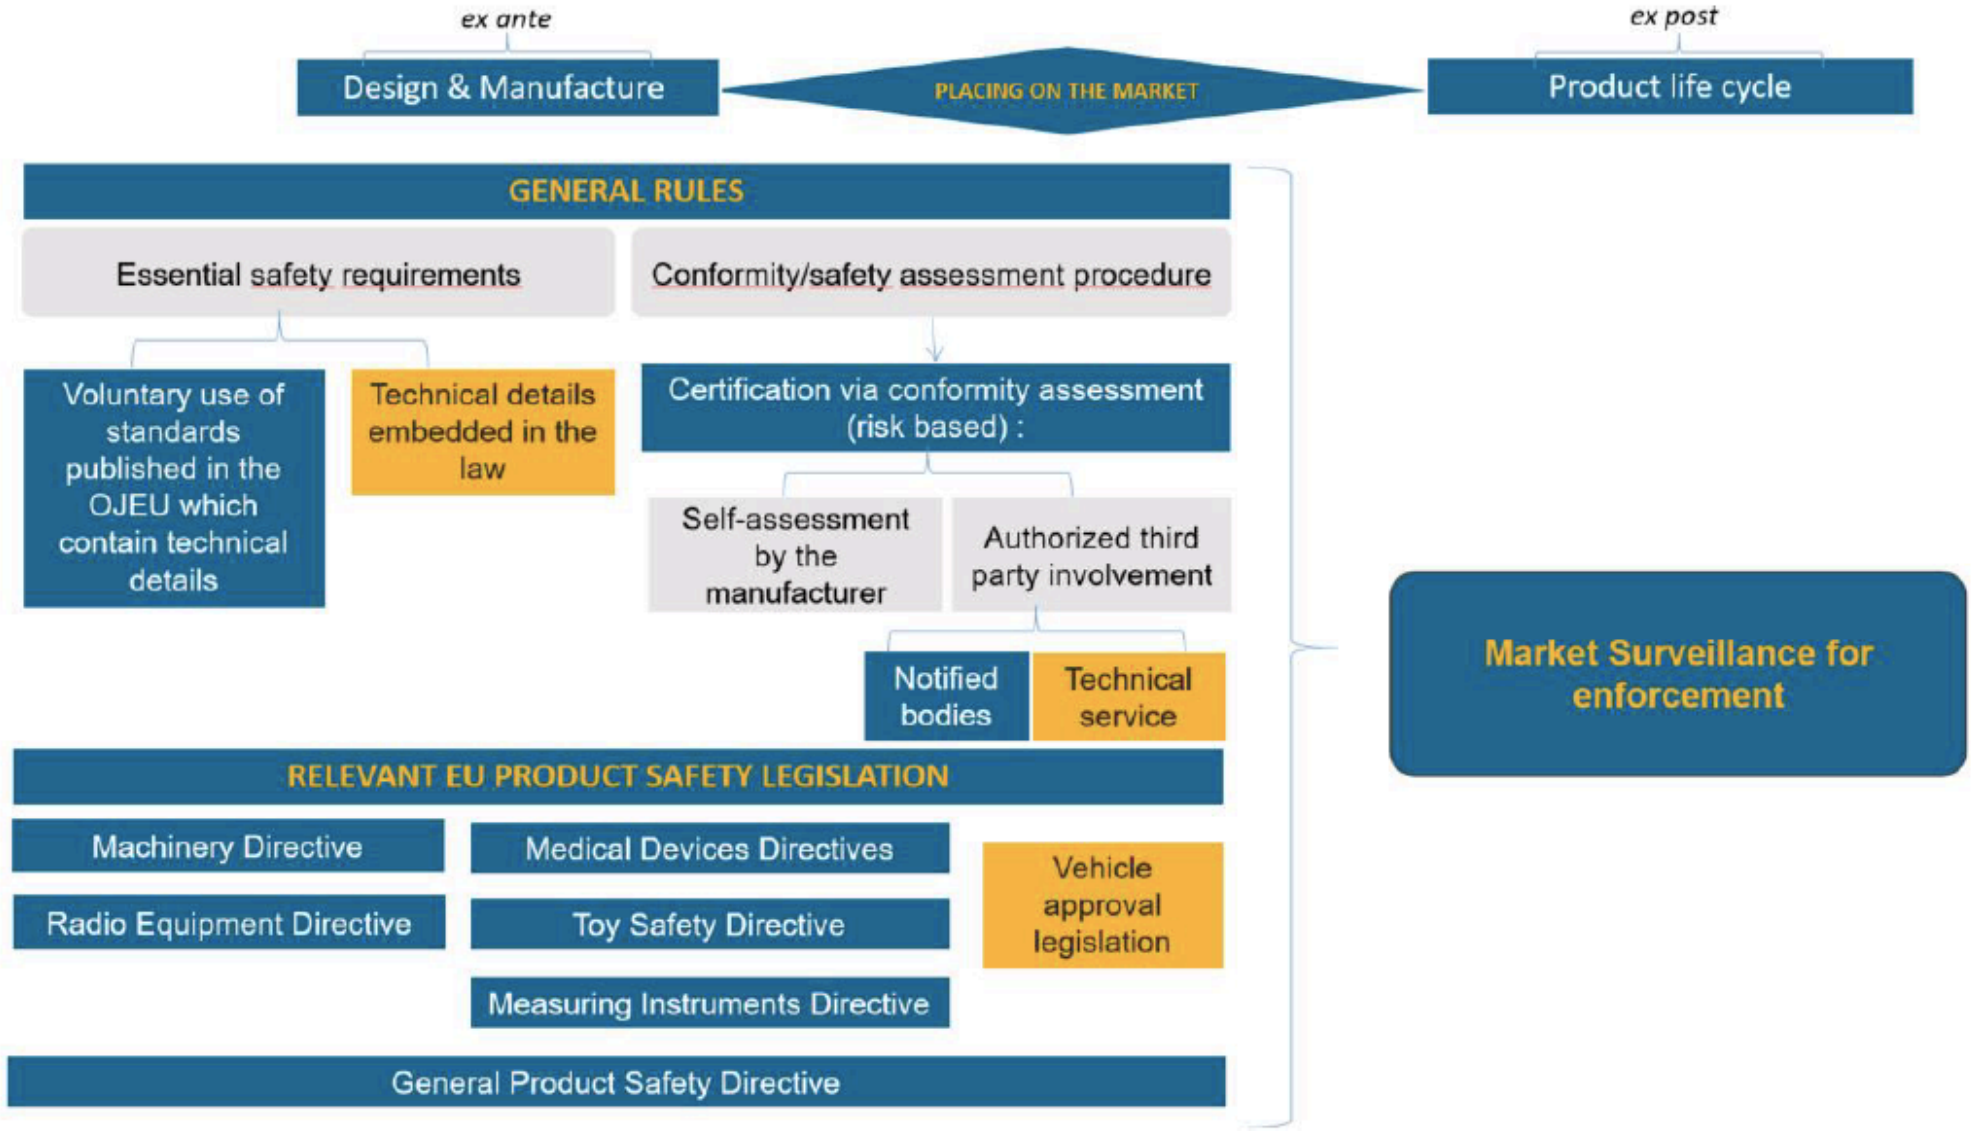 ex ante
ex post
Design & Manufacture
PLACING ON THE MARKET
Product life cycle
GENERAL RULES
Essential safety requirements
Conformity/safety assessment procedure
Voluntary use of
standards
published in the
OJEU which
contain technical
details
Technical details
embedded in the
law
Certification via conformity assessment
(risk based) :
Self-assessment
by the
manufacturer
Authorized third
party involvement
Notified
bodies
Technical
service
Market Surveillance for
enforcement
RELEVANT EU PRODUCT SAFETY LEGISLATION
Machinery Directive
Medical Devices Directives
Vehicle
approval
legislation
Radio Equipment Directive
Toy Safety Directive
Measuring Instruments Directive
General Product Safety Directive